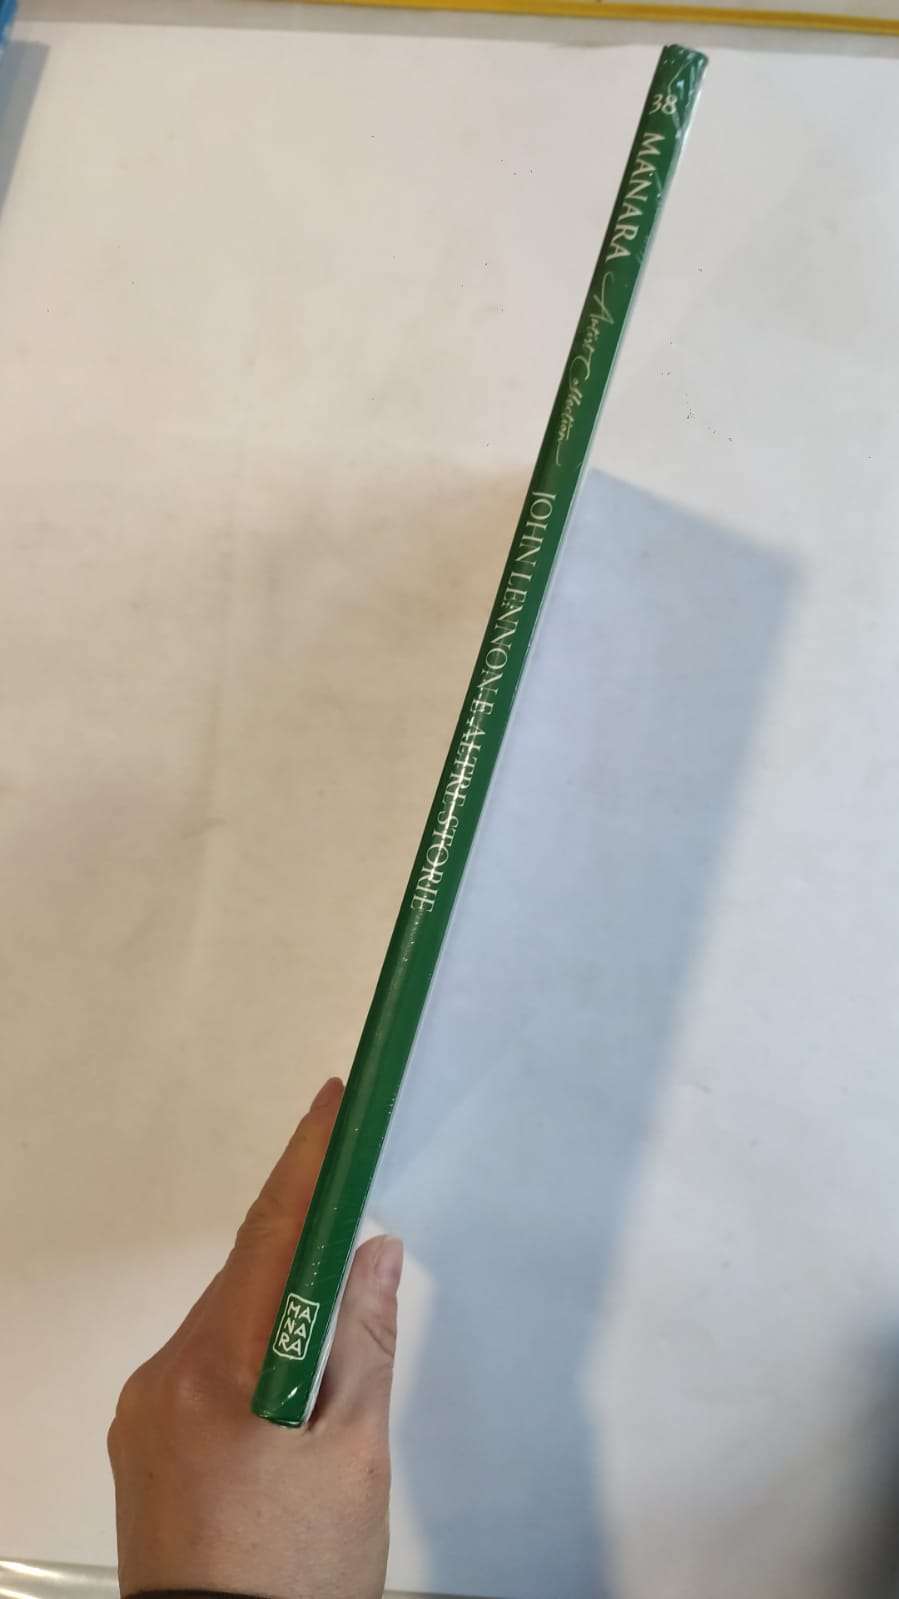 38 MANARA Artist Collection JOHN LENNON E ALTRE STORIE
MA
NA
RA